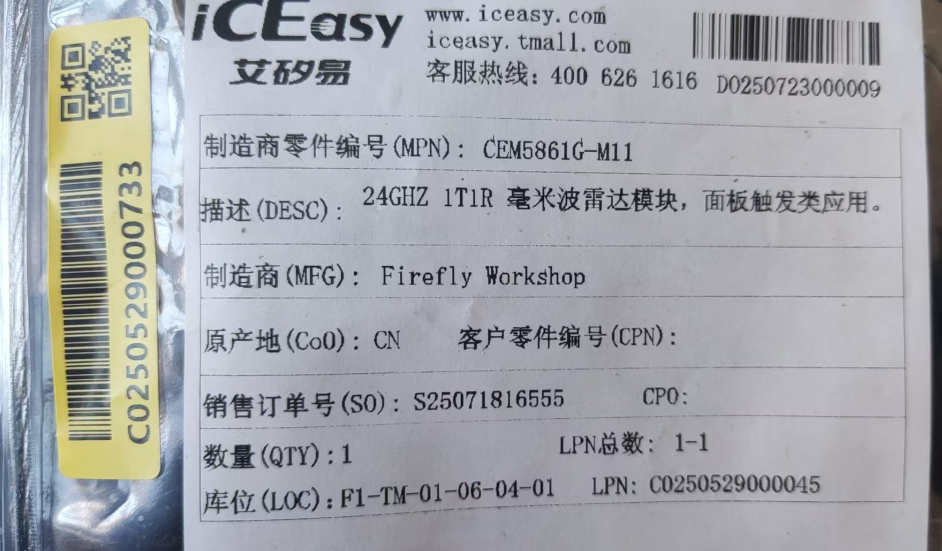 iCEasy
艾矽易
www.iceasy.com
iceasy.tmall.com
客服热线: 400 626 1616
DO250723000009
制造商零件编号(MPN): CEM5861G-M11
描述(DESC): 24GHZ 1T1R 毫米波雷达模块，面板触发类应用。
制造商(MFG): Firefly Workshop
原产地(CoO): CN 客户零件编号(CPN):
销售订单号(SO): S25071816555 CPO:
数量(QTY):1 LPN总数: 1-1
库位(LOC):F1-TM-01-06-04-01 LPN: C0250529000045
C0250529000733